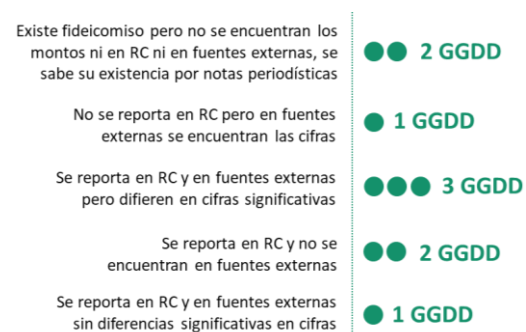 Existe fideicomiso pero no se encuentran los
montos ni en RC ni en fuentes externas, se
sabe su existencia por notas periodísticas
2 GGDD
No se reporta en RC pero en fuentes
externas se encuentran las cifras
1 GGDD
Se reporta en RC y en fuentes externas
pero difieren en cifras significativas
3 GGDD
Se reporta en RC y no se
encuentran en fuentes externas
2 GGDD
Se reporta en RC y en fuentes externas
sin diferencias significativas en cifras
1 GGDD